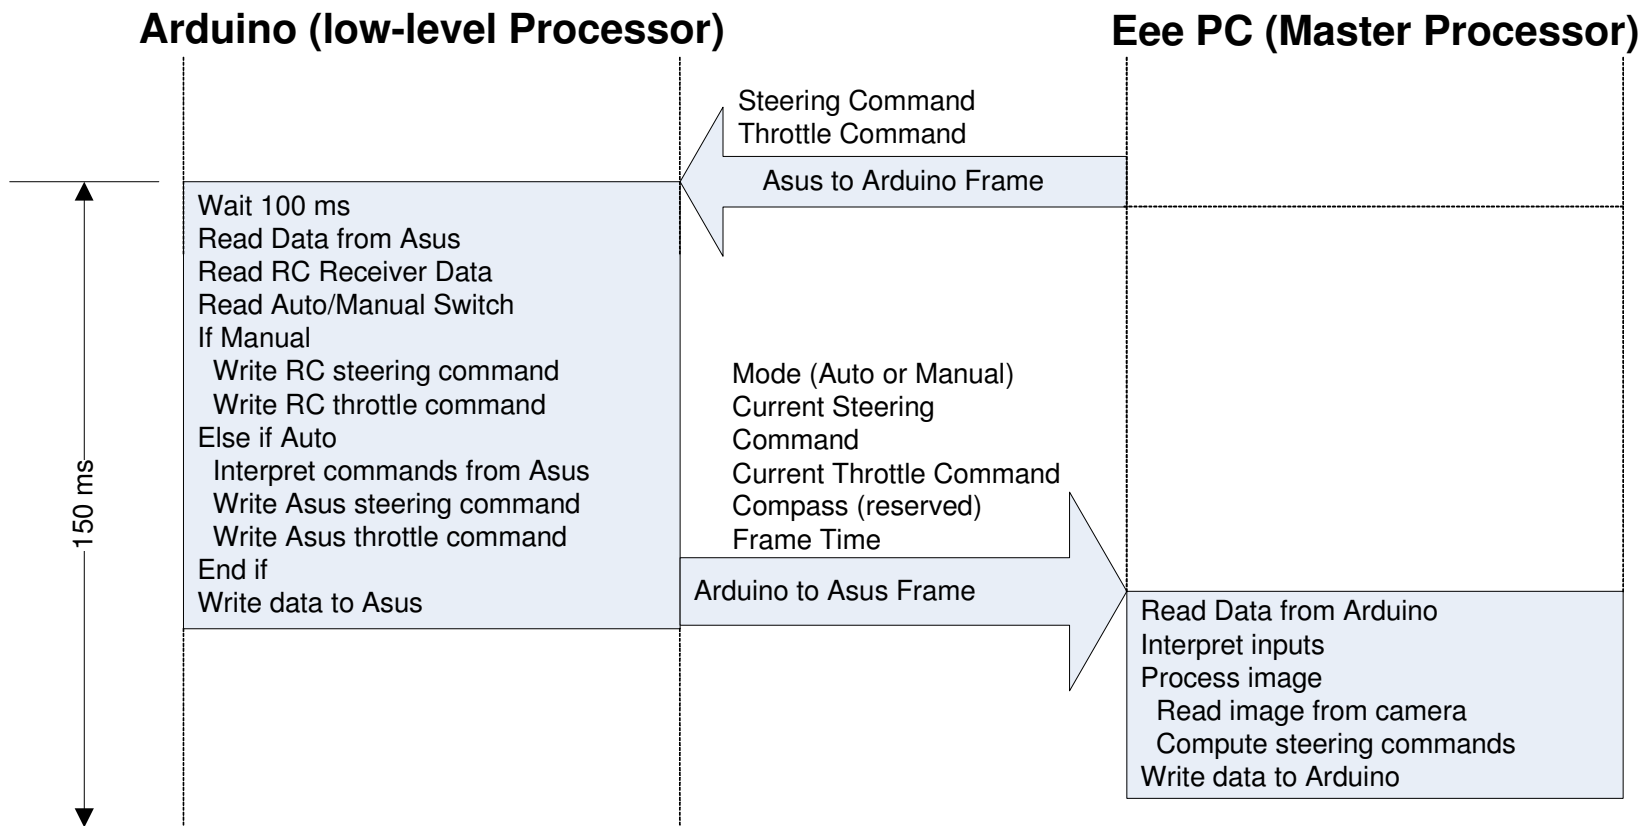 Arduino (low-level Processor)
Eee PC (Master Processor)
Steering Command
Throttle Command
Asus to Arduino Frame
150 ms
Wait 100 ms
Read Data from Asus
Read RC Receiver Data
Read Auto/Manual Switch
If Manual
Write RC steering command
Write RC throttle command
Else if Auto
Interpret commands from Asus
Write Asus steering command
Write Asus throttle command
End if
Write data to Asus
Mode (Auto or Manual)
Current Steering
Command
Current Throttle Command
Compass (reserved)
Frame Time
Arduino to Asus Frame
Read Data from Arduino
Interpret inputs
Process image
Read image from camera
Compute steering commands
Write data to Arduino